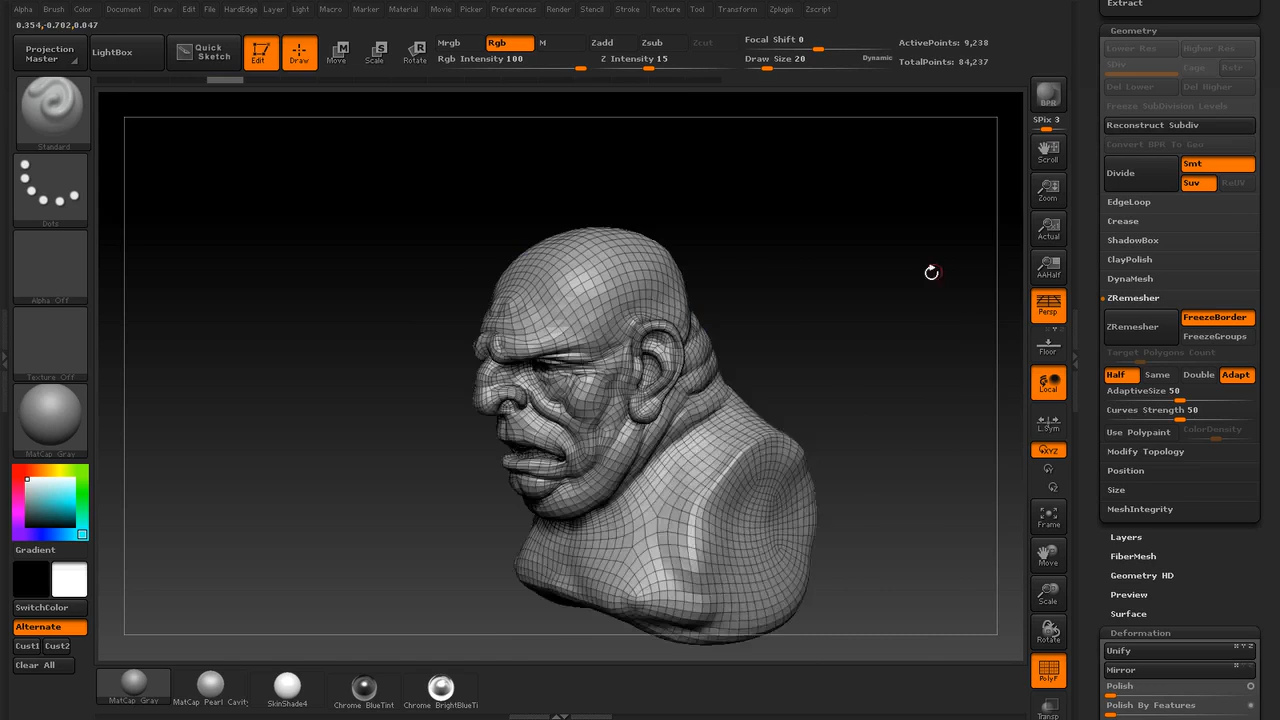 Alpha Brush Color Document Draw Edit File HardEdge Layer Light Macro Marker Material Movie Picker Preferences Render Stencil Stroke Texture Tool Transform Zplugin Zscript
0.354,-0.702,0.047
Projection Master
LightBox
Quick Sketch
Edit
Draw
Move
Scale
Rotate
Mrgb
Rgb
M
Zadd
Zsub
Zcut
Rgb Intensity 100
Z Intensity 15
Focal Shift 0
Draw Size 20
Dynamic
ActivePoints: 9,238
TotalPoints: 84,237
Standard
Dots
Alpha Off
Texture Off
MatCap Gray
Gradient
SwitchColor
Alternate
Cust1 Cust2
Clear All
MatCap Gray
MatCap Pearl Cavity
SkinShade4
Chrome BlueTint
Chrome BrightBlueTi
BPR
SPix 3
Scroll
Zoom
Actual
AAHalf
Persp
Floor
Local
L.Sym
XYZ
Frame
Move
Scale
Rotate
PolyF
Transp
Extract
Geometry
Lower Res
Higher Res
SDiv
Cage
Rstr
Del Lower
Del Higher
Freeze SubDivision Levels
Reconstruct Subdiv
Convert BPR To Geo
Divide
Smt
Suv
ReUV
EdgeLoop
Crease
ShadowBox
ClayPolish
DynaMesh
ZRemesher
ZRemesher
FreezeBorder
FreezeGroups
Target Polygons Count
Half Same Double Adapt
AdaptiveSize 50
Curves Strength 50
Use Polypaint
ColorDensity
Modify Topology
Position
Size
MeshIntegrity
Layers
FiberMesh
Geometry HD
Preview
Surface
Deformation
Unify
Mirror
Polish
Polish By Features